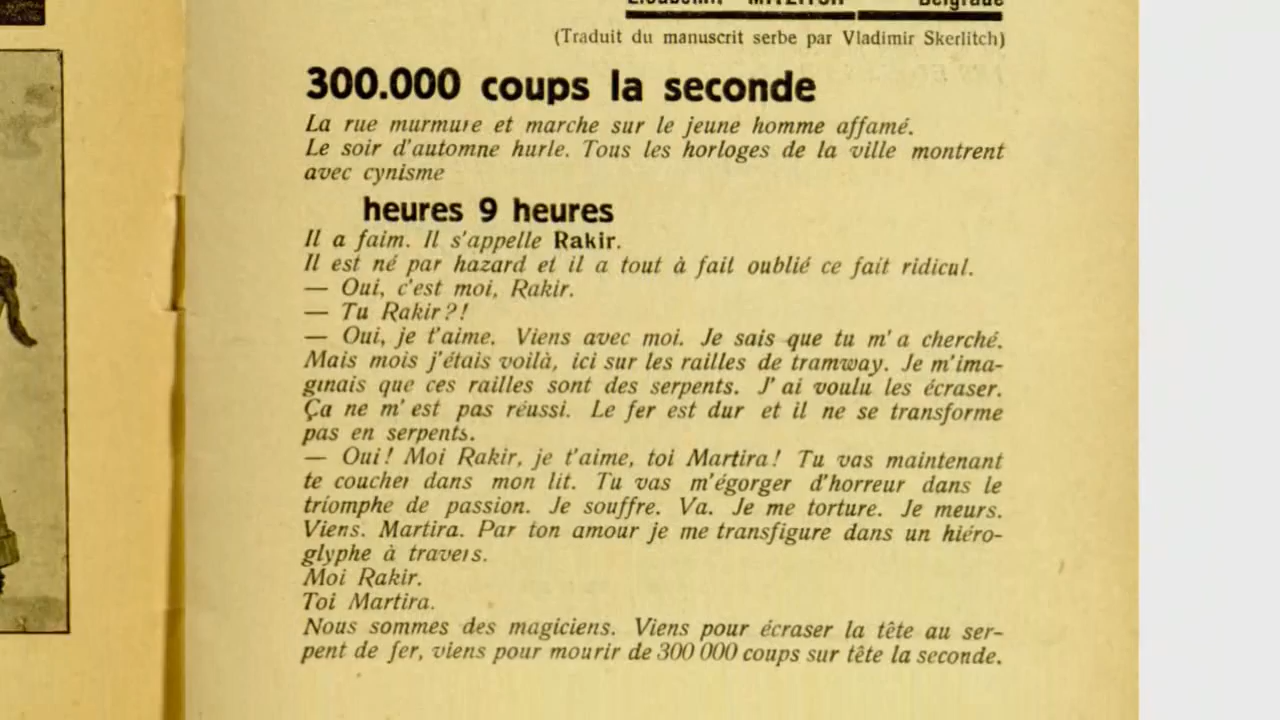 Belgrade
(Traduit du manuscrit serbe par Vladimir Skerlitch)
300.000 coups la seconde
La rue murmure et marche sur le jeune homme affamé.
Le soir d'automne hurle. Tous les horloges de la ville montrent
avec cynisme
heures 9 heures
Il a faim. Il s'appelle Rakir.
Il est né par hazard et il a tout à fait oublié ce fait ridicul.
— Oui, c'est moi, Rakir.
— Tu Rakir?!
— Oui, je t'aime. Viens avec moi. Je sais que tu m'a cherché.
Mais mois j'étais voilà, ici sur les railles de tramway. Je m'ima-
ginais que ces railles sont des serpents. J'ai voulu les écraser.
Ça ne m'est pas réussi. Le fer est dur et il ne se transforme
pas en serpents.
— Oui! Moi Rakir, je t'aime, toi Martira! Tu vas maintenant
te coucher dans mon lit. Tu vas m'égorger d'horreur dans le
triomphe de passion. Je souffre. Va. Je me torture. Je meurs.
Viens. Martira. Par ton amour je me transfigure dans un hiéro-
glyphe à travers.
Moi Rakir.
Toi Martira.
Nous sommes des magiciens. Viens pour écraser la tête au ser-
pent de fer, viens pour mourir de 300 000 coups sur tête la seconde.